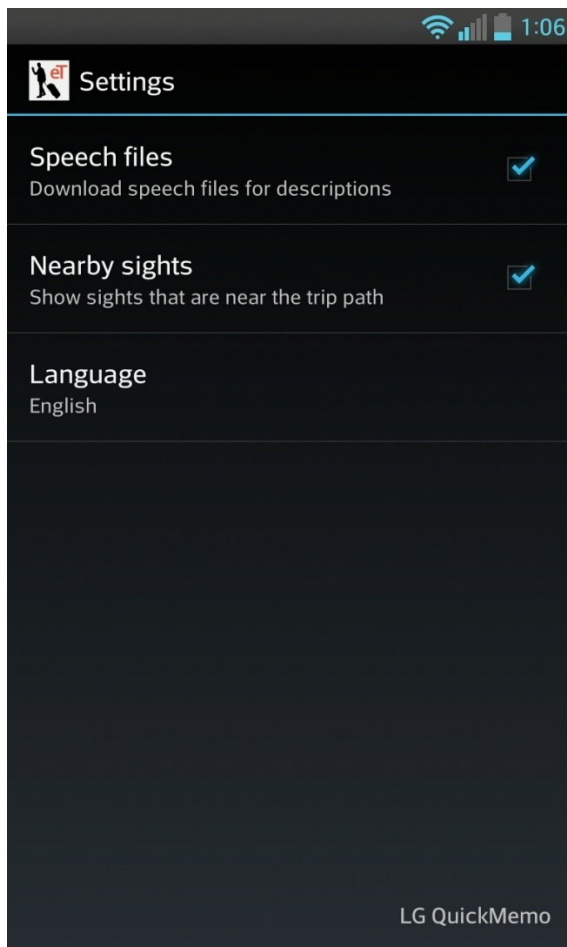 1:06
eT
Settings
Speech files
Download speech files for descriptions
Nearby sights
Show sights that are near the trip path
Language
English
LG QuickMemo